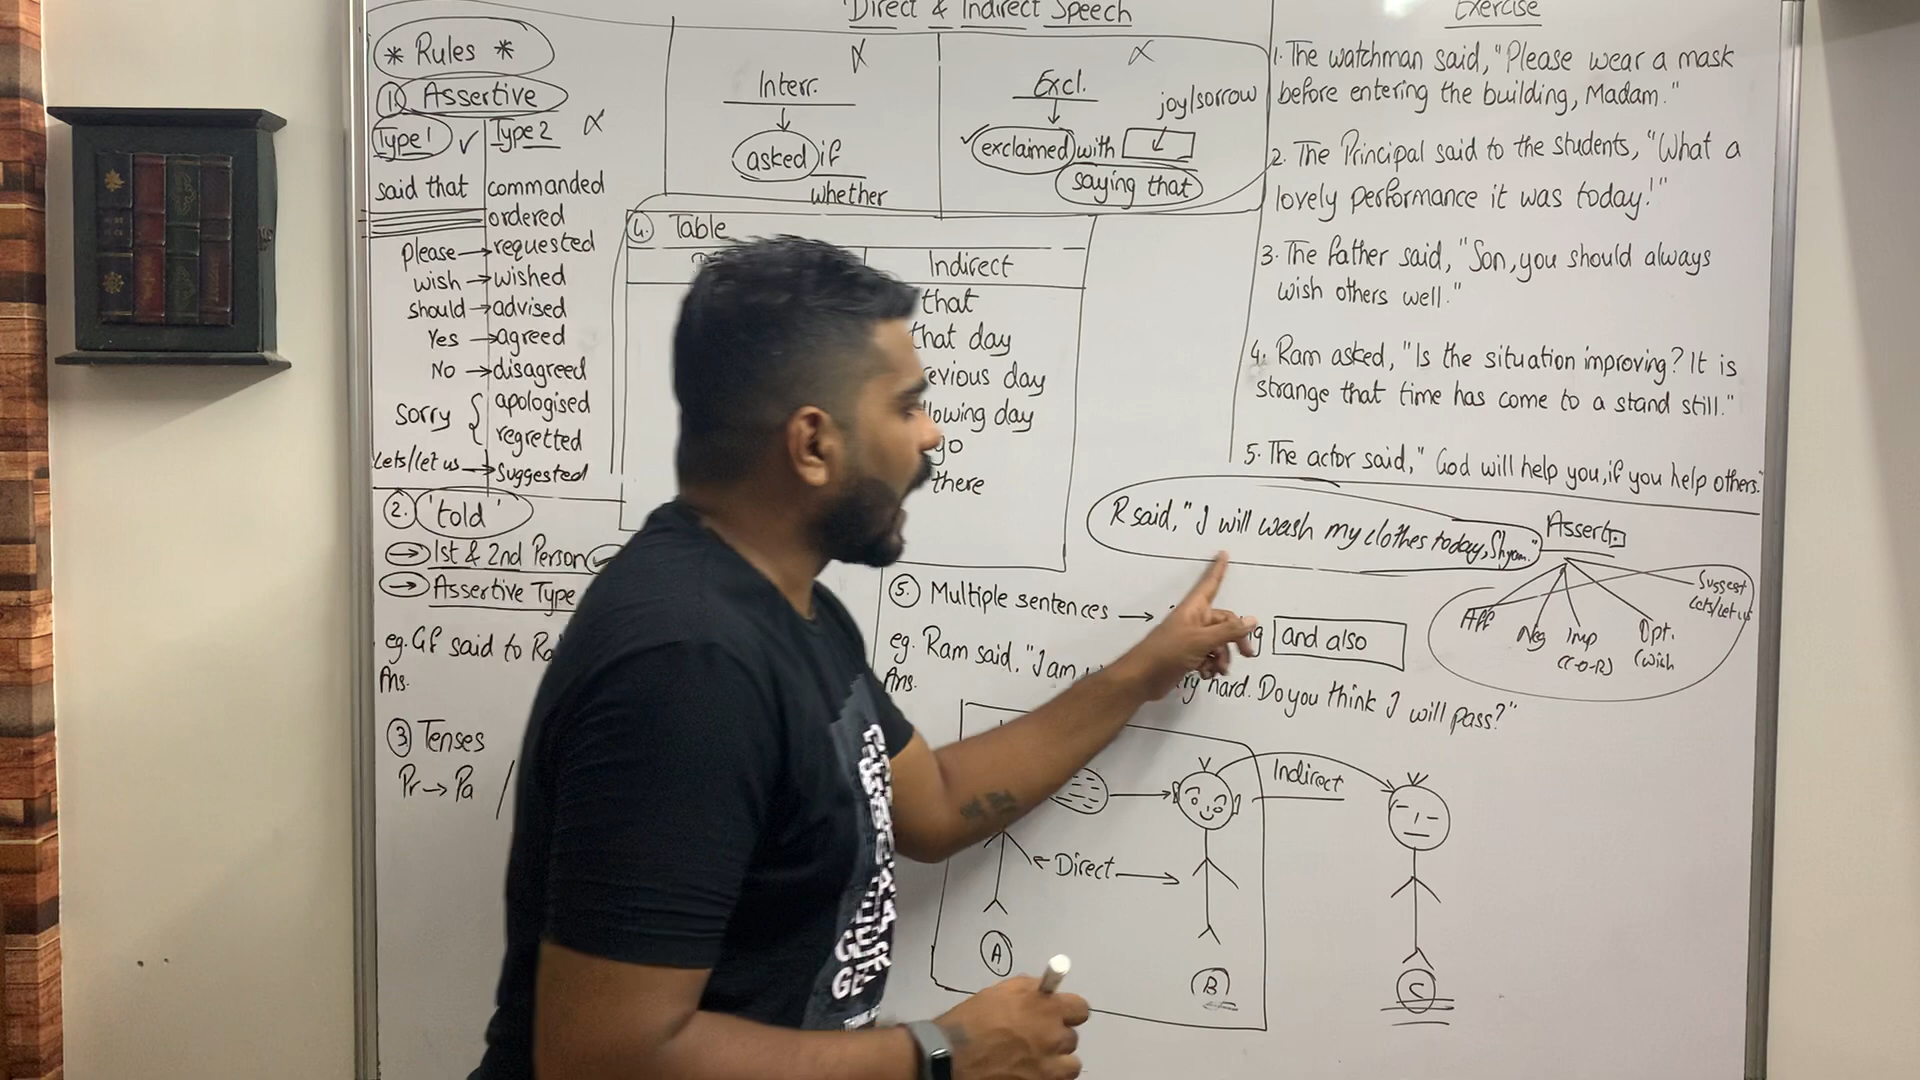 Direct & Indirect Speech
* Rules *
1. Assertive
Type 1 Type 2
said that
commanded
ordered
Please → requested
wish → wished
should → advised
Yes → agreed
No → disagreed
sorry { apologised
regretted
Lets/let us → suggested
Interr.
asked if
whether
Excl.
joy/sorrow
exclaimed with
saying that
2. 'told'
→ 1st & 2nd Person
→ Assertive Type
eg. GF said to
Ans.
3 Tenses
Pr → Pa
4. Table
Indirect
that
that day
evious day
lowing day
go
there
5. Multiple sentences →
and also
eg. Ram said, "I am
ry hard. Do you think I will pass?"
Ans.
Direct
Indirect
A
B
C
Exercise
1. The watchman said, "Please wear a mask
before entering the building, Madam."
2. The Principal said to the students, "What a
lovely performance it was today!"
3. The father said, "Son, you should always
wish others well."
4. Ram asked, "Is the situation improving? It is
strange that time has come to a stand still."
5. The actor said, "God will help you, if you help others."
R said, "I will wash my clothes today, Shyam."
Assert.
Aff
Neg
Imp
(C-O-R)
Opt.
(wish
Suggest
Lets/Let us